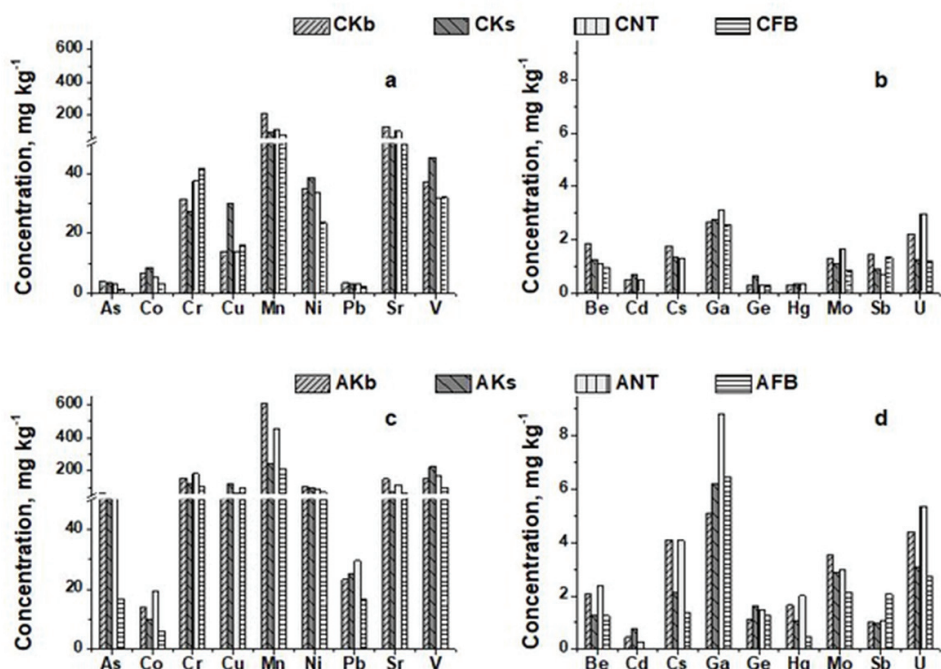 CKb CKs CNT CFB
Concentration, mg kg-1
600
400
200
40
20
0
a
As Co Cr Cu Mn Ni Pb Sr V
Concentration, mg kg-1
8
6
4
2
0
b
Be Cd Cs Ga Ge Hg Mo Sb U
AKb AKs ANT AFB
Concentration, mg kg-1
600
400
200
40
20
0
c
As Co Cr Cu Mn Ni Pb Sr V
Concentration, mg kg-1
8
6
4
2
0
d
Be Cd Cs Ga Ge Hg Mo Sb U